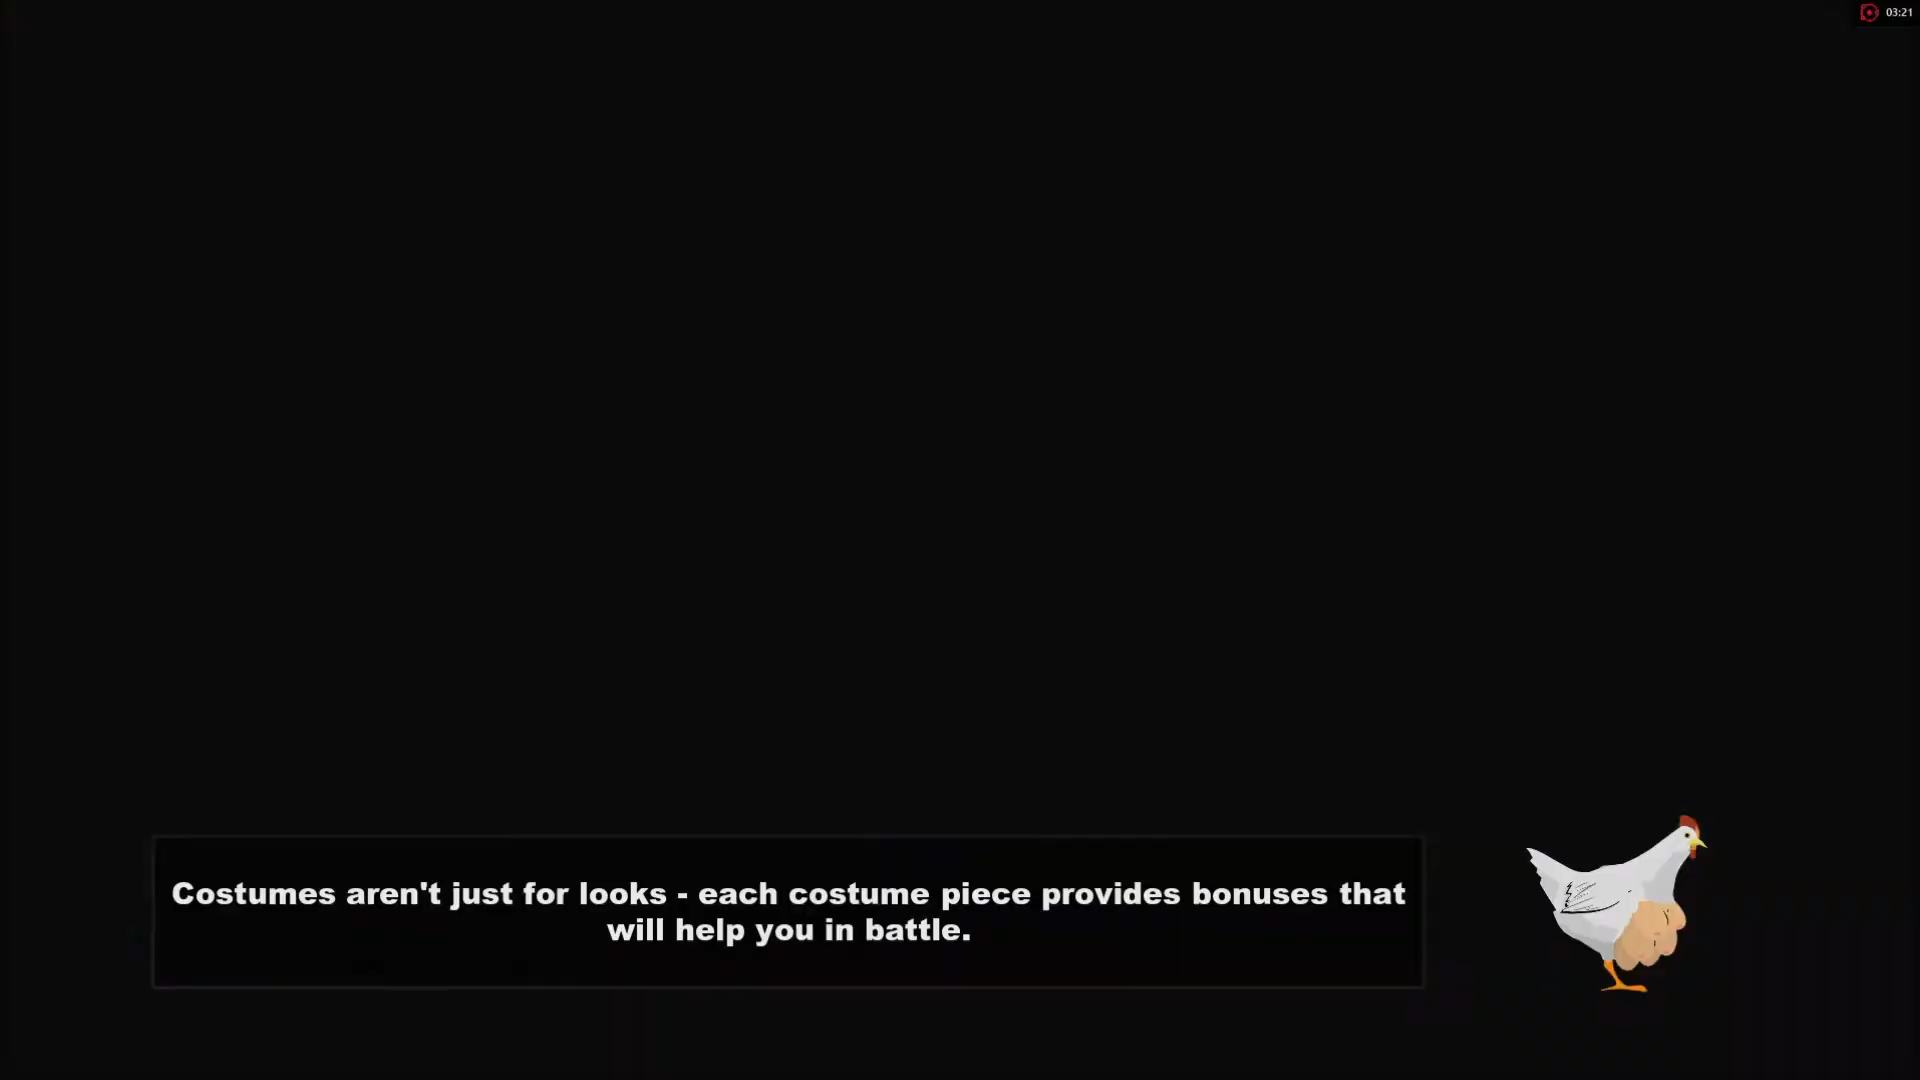 03:21
Costumes aren't just for looks - each costume piece provides bonuses that
will help you in battle.